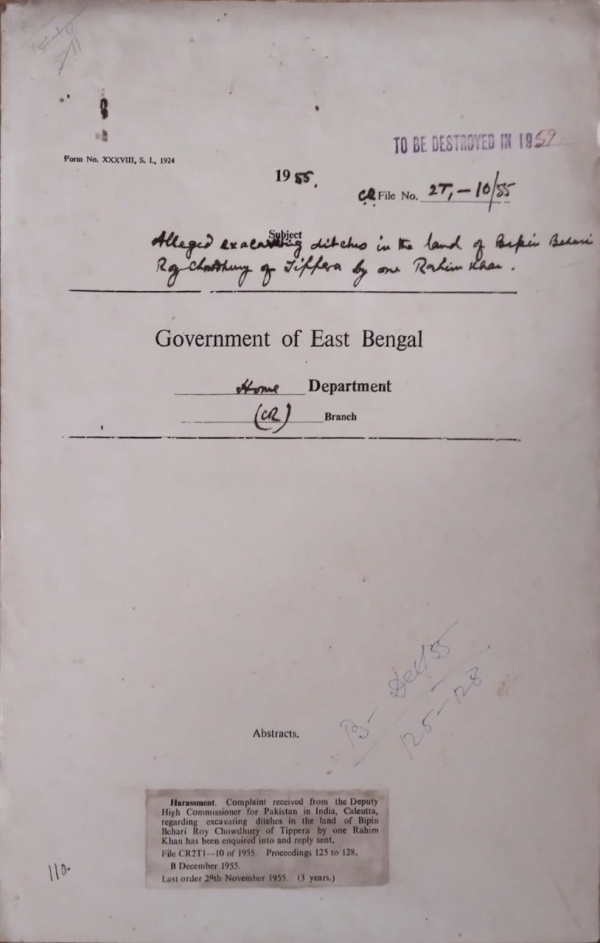 TO BE DESTROYED IN 1959
Form No. XXXVIII, S. I., 1924
1955.
CR File No. 2T,-10/55
Subject
Alleged excavating ditches in the land of Bipin Behari
Roy Chowdhury of Tippera by one Rahim Khan.
Government of East Bengal
Home Department
(CR) Branch
B- Dec/55
125-128
Abstracts.
Harassment. Complaint received from the Deputy
High Commissioner for Pakistan in India, Calcutta,
regarding excavating ditches in the land of Bipin
Behari Roy Chowdhury of Tippera by one Rahim
Khan has been enquired into and reply sent.
File CR2T1—10 of 1955. Proceedings 125 to 128.
B December 1955.
Last order 29th November 1955. (3 years.)
110.